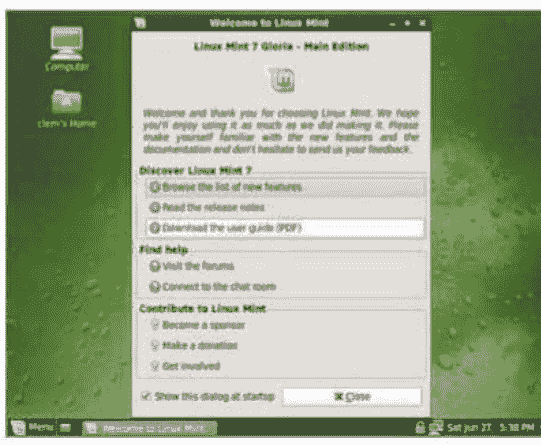 Welcome to Linux Mint
Linux Mint 7 Gloria - Main Edition
Computer
clem's Home
Welcome and thank you for choosing Linux Mint. We hope
you'll enjoy using it as much as we did making it. Please
make yourself familiar with the new features and the
documentation and don't hesitate to send us your feedback.
Discover Linux Mint 7
Browse the list of new features
Read the release notes
Download the user guide (PDF)
Find help
Visit the forums
Connect to the chat room
Contribute to Linux Mint
Become a sponsor
Make a donation
Get involved
Show this dialog at startup
Close
Menu
Welcome to Linux Mint
Sat Jun 27, 5:38 PM